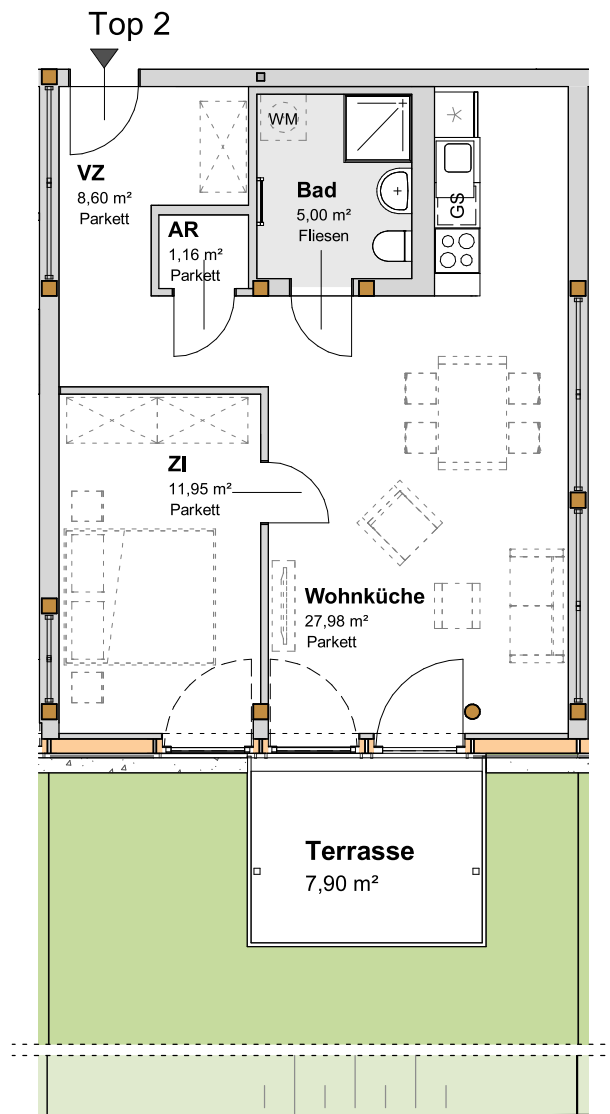 Top 2
WM
VZ
8,60 m²
Parkett
Bad
5,00 m²
Fliesen
GS
AR
1,16 m²
Parkett
ZI
11,95 m²
Parkett
Wohnküche
27,98 m²
Parkett
Terrasse
7,90 m²